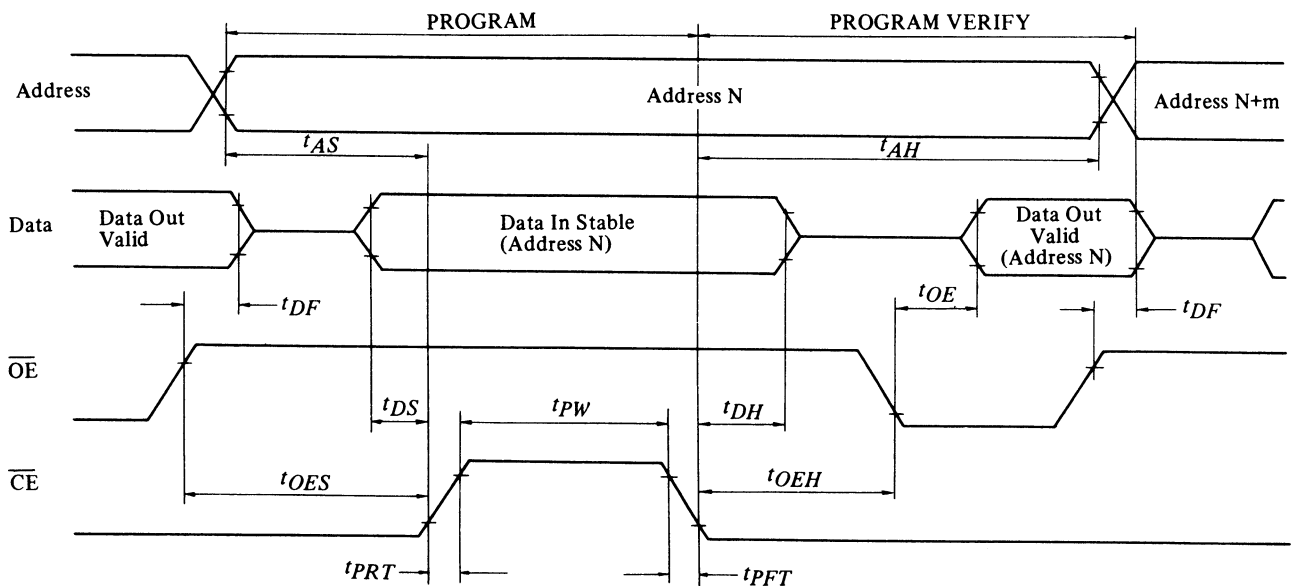 PROGRAM
PROGRAM VERIFY
Address
Address N
Address N+m
tAS
tAH
Data
Data Out
Valid
Data In Stable
(Address N)
Data Out
Valid
(Address N)
tDF
tOE
tDF
OE
tDS
tPW
tDH
CE
tOES
tOEH
tPRT
tPFT